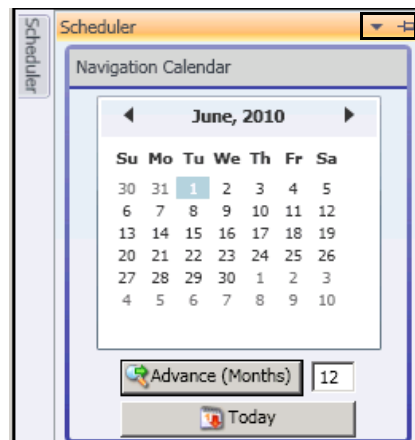 Scheduler
Scheduler
Navigation Calendar
June, 2010
Su Mo Tu We Th Fr Sa
30 31 1 2 3 4 5
6 7 8 9 10 11 12
13 14 15 16 17 18 19
20 21 22 23 24 25 26
27 28 29 30 1 2 3
4 5 6 7 8 9 10
Advance (Months) 12
Today